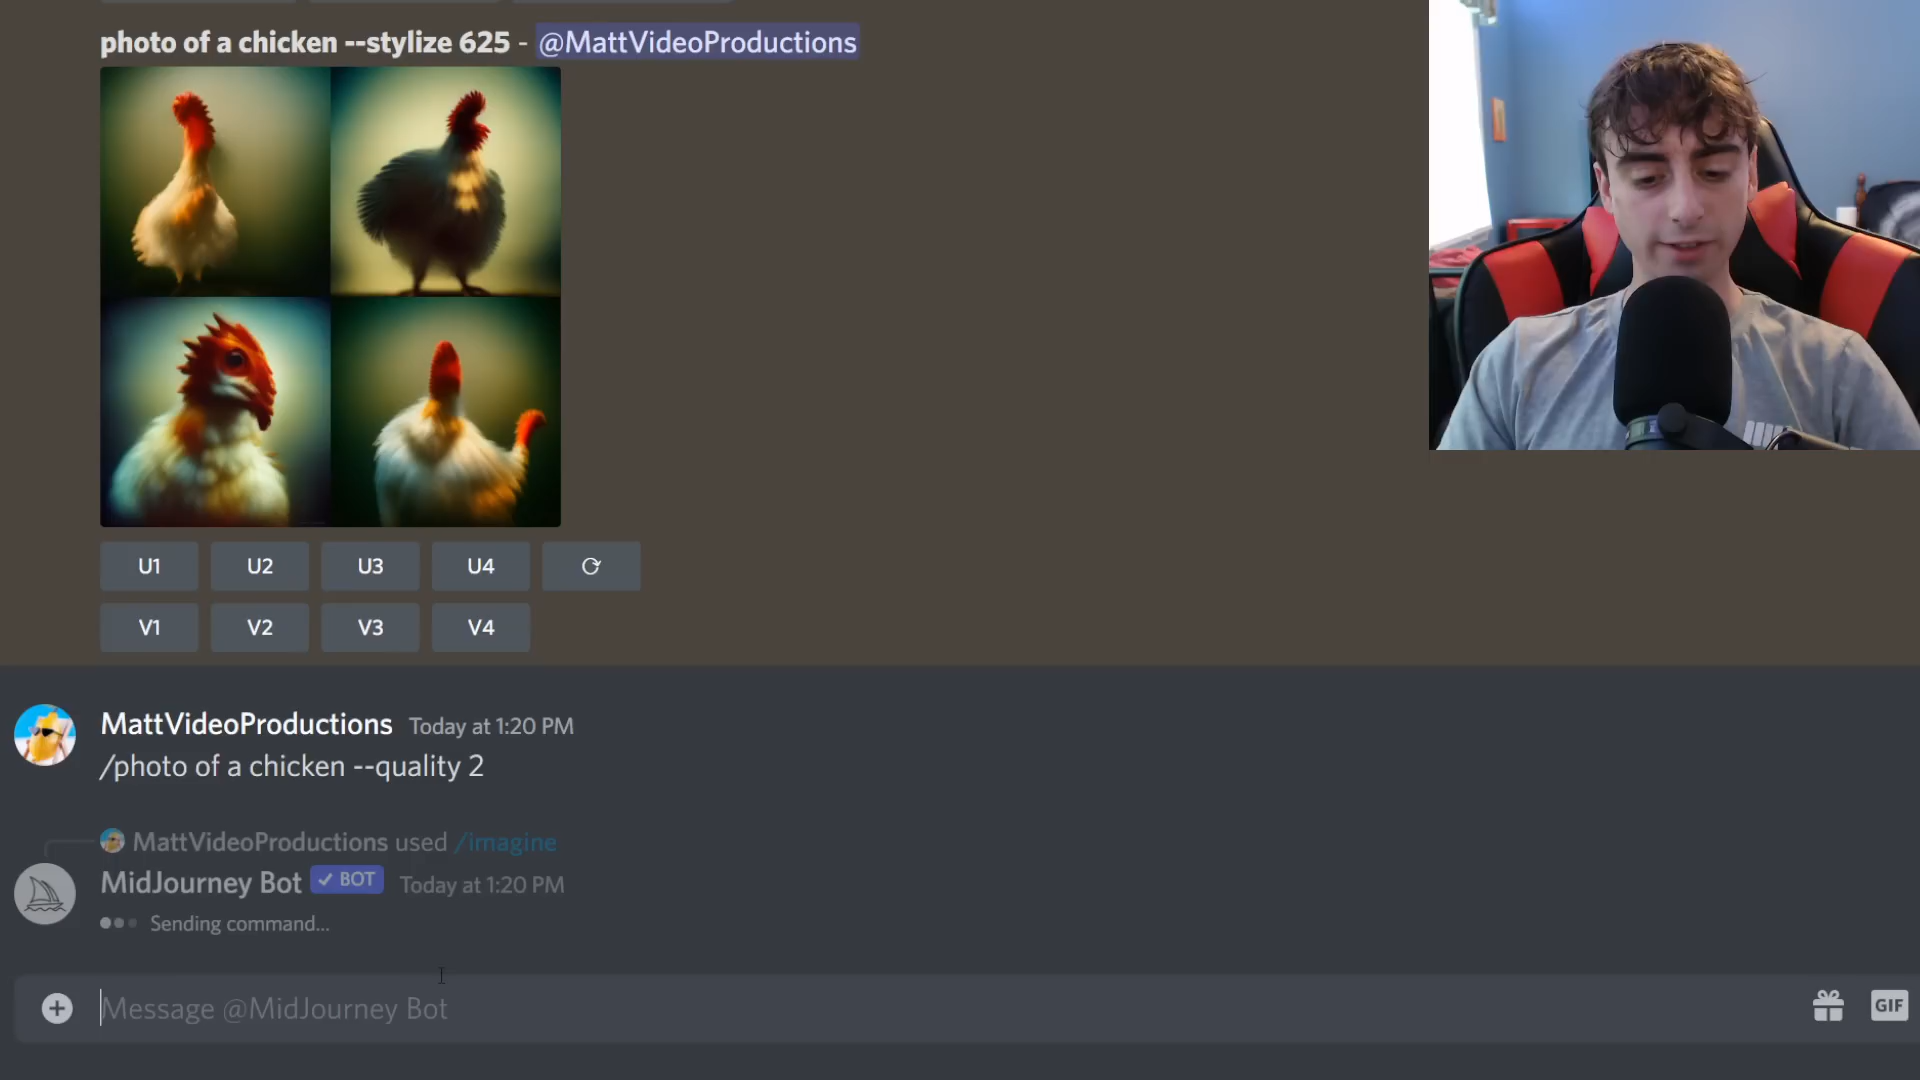 photo of a chicken --stylize 625 - @MattVideoProductions
U1 U2 U3 U4
V1 V2 V3 V4
MattVideoProductions Today at 1:20 PM
/photo of a chicken --quality 2
MattVideoProductions used /imagine
MidJourney Bot ✓ BOT Today at 1:20 PM
Sending command...
Message @MidJourney Bot
GIF